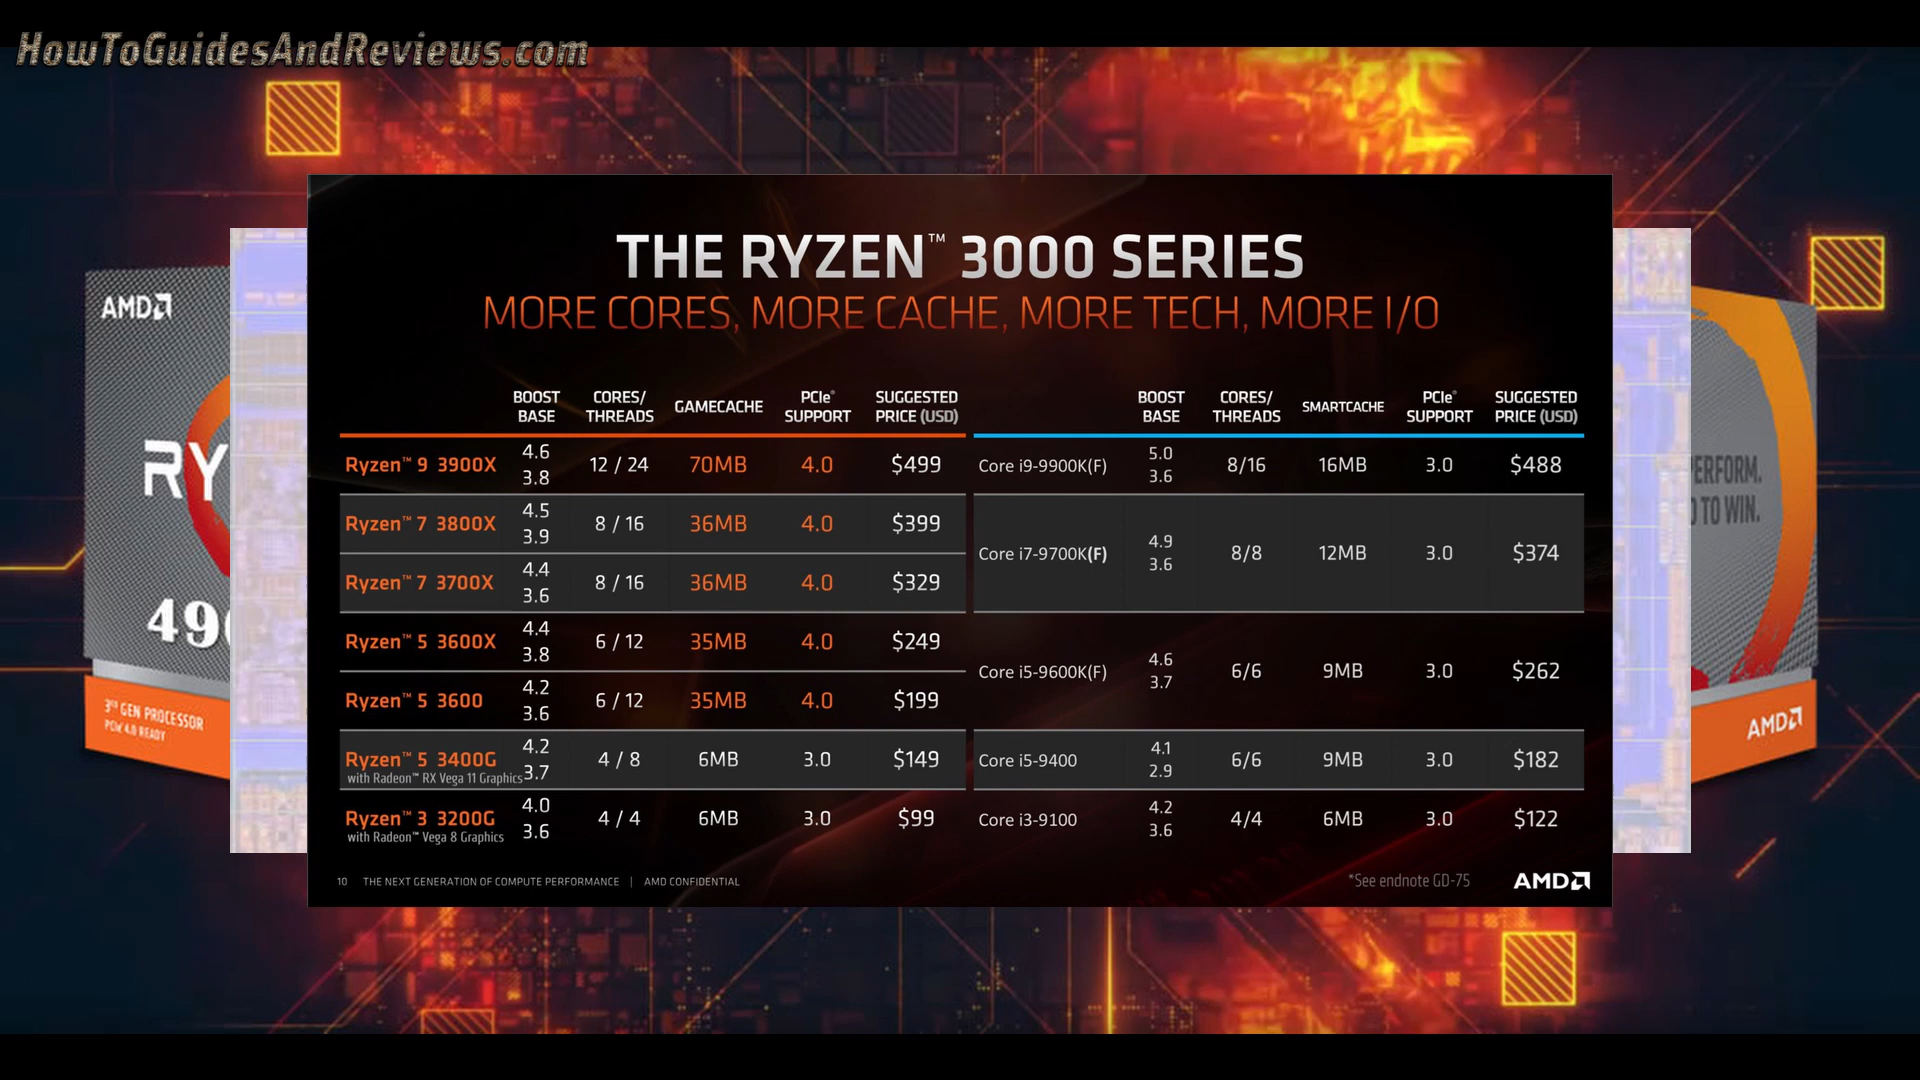 HowToGuidesAndReviews.com
THE RYZEN™ 3000 SERIES
MORE CORES, MORE CACHE, MORE TECH, MORE I/O
BOOST BASE CORES/ THREADS GAMECACHE PCIe® SUPPORT SUGGESTED PRICE (USD) BOOST BASE CORES/ THREADS SMARTCACHE PCIe® SUPPORT SUGGESTED PRICE (USD)
Ryzen™ 9 3900X 4.6 3.8 12 / 24 70MB 4.0 $499 Core i9-9900K(F) 5.0 3.6 8/16 16MB 3.0 $488
Ryzen™ 7 3800X 4.5 3.9 8 / 16 36MB 4.0 $399
Core i7-9700K(F) 4.9 3.6 8/8 12MB 3.0 $374
Ryzen™ 7 3700X 4.4 3.6 8 / 16 36MB 4.0 $329
Ryzen™ 5 3600X 4.4 3.8 6 / 12 35MB 4.0 $249
Core i5-9600K(F) 4.6 3.7 6/6 9MB 3.0 $262
Ryzen™ 5 3600 4.2 3.6 6 / 12 35MB 4.0 $199
Ryzen™ 5 3400G 4.2 3.7 4 / 8 6MB 3.0 $149 Core i5-9400 4.1 2.9 6/6 9MB 3.0 $182
with Radeon™ RX Vega 11 Graphics
Ryzen™ 3 3200G 4.0 3.6 4 / 4 6MB 3.0 $99 Core i3-9100 4.2 3.6 4/4 6MB 3.0 $122
with Radeon™ Vega 8 Graphics
10 THE NEXT GENERATION OF COMPUTE PERFORMANCE | AMD CONFIDENTIAL *See endnote GD-75 AMD
AMD
RY
490
3RD GEN PROCESSOR
PCIe 4.0 READY
ERFORM.
TO WIN.
AMD